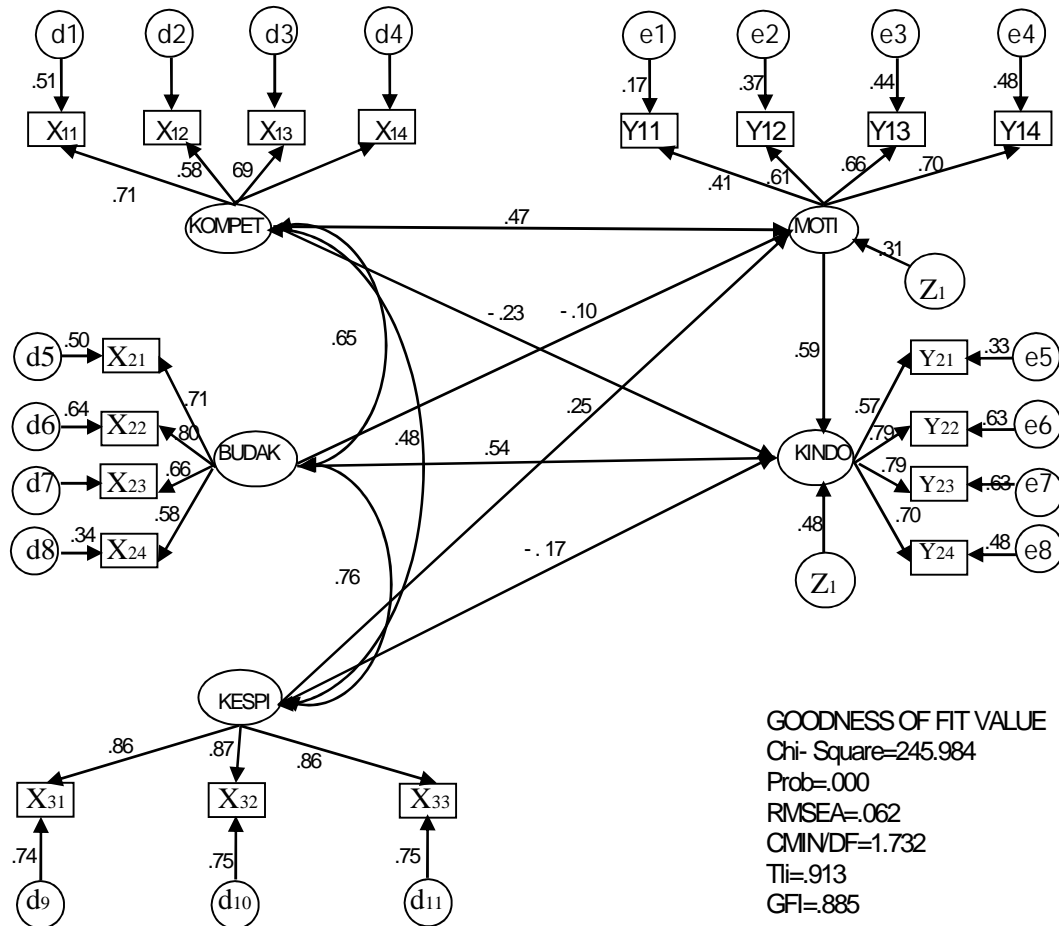 d1 d2 d3 d4 e1 e2 e3 e4
.51 .17 .37 .44 .48
X11 X12 X13 X14 Y11 Y12 Y13 Y14
.71 .58 69 .41 .61 .66 .70
KOMPET .47 MOTI
.31
Z1
- .23 - .10
.65 .59
d5 .50 X21 Y21 .33 e5
.71 .25 .57
d6 .64 X22 .80 .79 Y22 .63 e6
BUDAK .48 .54 KINDO
d7 X23 .66 .79 Y23 .63 e7
.58 .70
d8 .34 X24 .48 Y24 .48 e8
- .17
.76 Z1
KESPI
.86 .87 .86
X31 X32 X33
.74 .75 .75
d9 d10 d11
GOODNESS OF FIT VALUE
Chi- Square=245.984
Prob=.000
RMSEA=.062
CMIN/DF=1.732
Tli=.913
GFI=.885